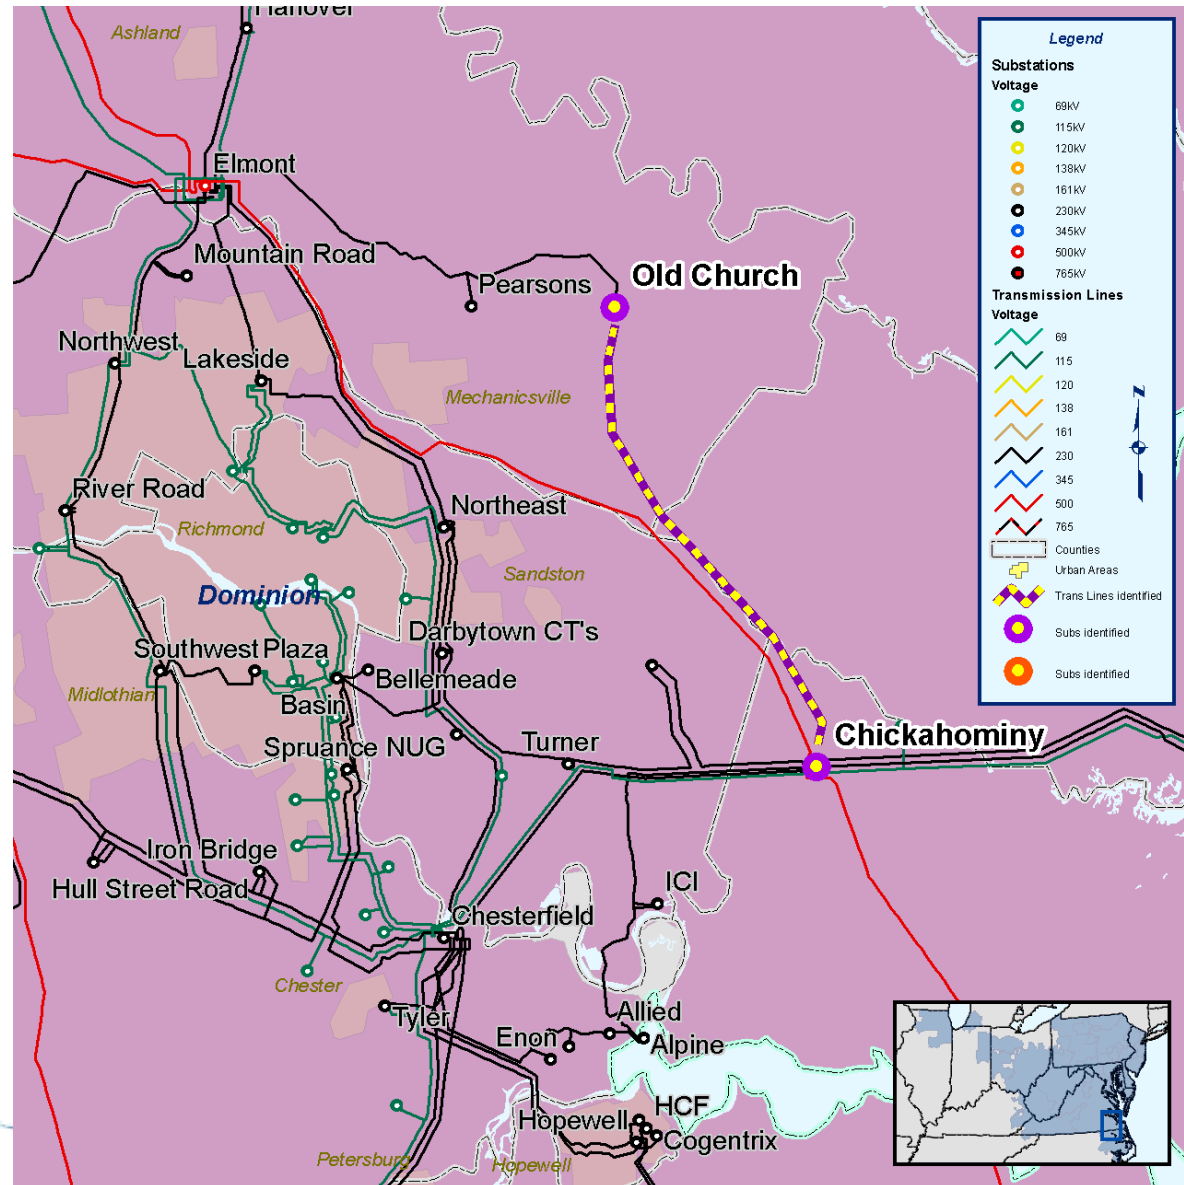 Hanover
Ashland
Elmont
Mountain Road
Pearsons
Old Church
Northwest
Lakeside
Mechanicsville
River Road
Northeast
Richmond
Sandston
Dominion
Darbytown CT's
Southwest
Plaza
Bellemeade
Midlothian
Basin
Chickahominy
Spruance NUG
Turner
Iron Bridge
Hull Street Road
ICI
Chesterfield
Chester
Tyler
Allied
Enon
Alpine
HCF
Hopewell
Cogentrix
Petersburg
Hopewell
Legend
Substations
Voltage
69kV
115kV
120kV
138kV
161kV
230kV
345kV
500kV
765kV
Transmission Lines
Voltage
69
115
120
138
161
230
345
500
765
Counties
Urban Areas
Trans Lines identified
Subs identified
Subs identified
N